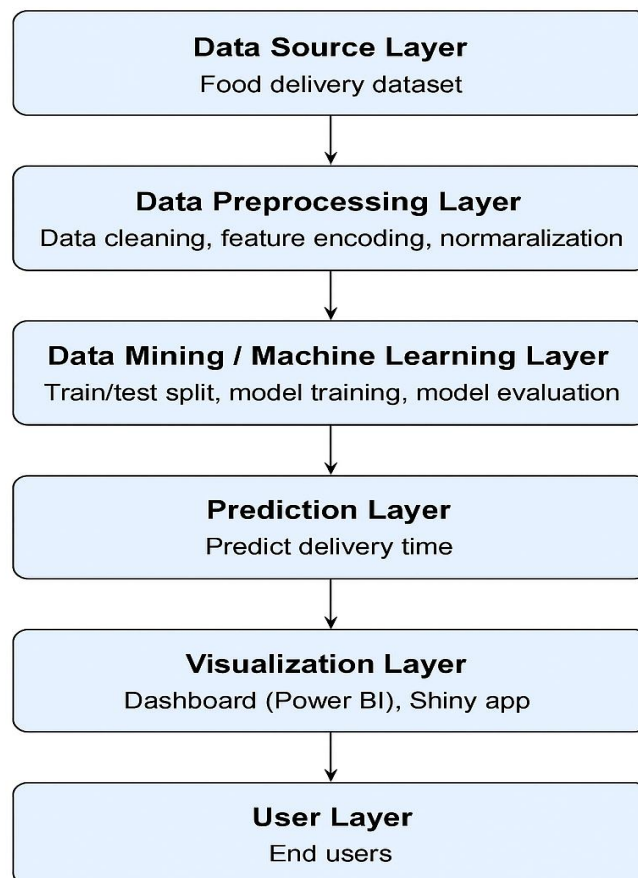 Data Source Layer
Food delivery dataset
Data Preprocessing Layer
Data cleaning, feature encoding, normaralization
Data Mining / Machine Learning Layer
Train/test split, model training, model evaluation
Prediction Layer
Predict delivery time
Visualization Layer
Dashboard (Power BI), Shiny app
User Layer
End users